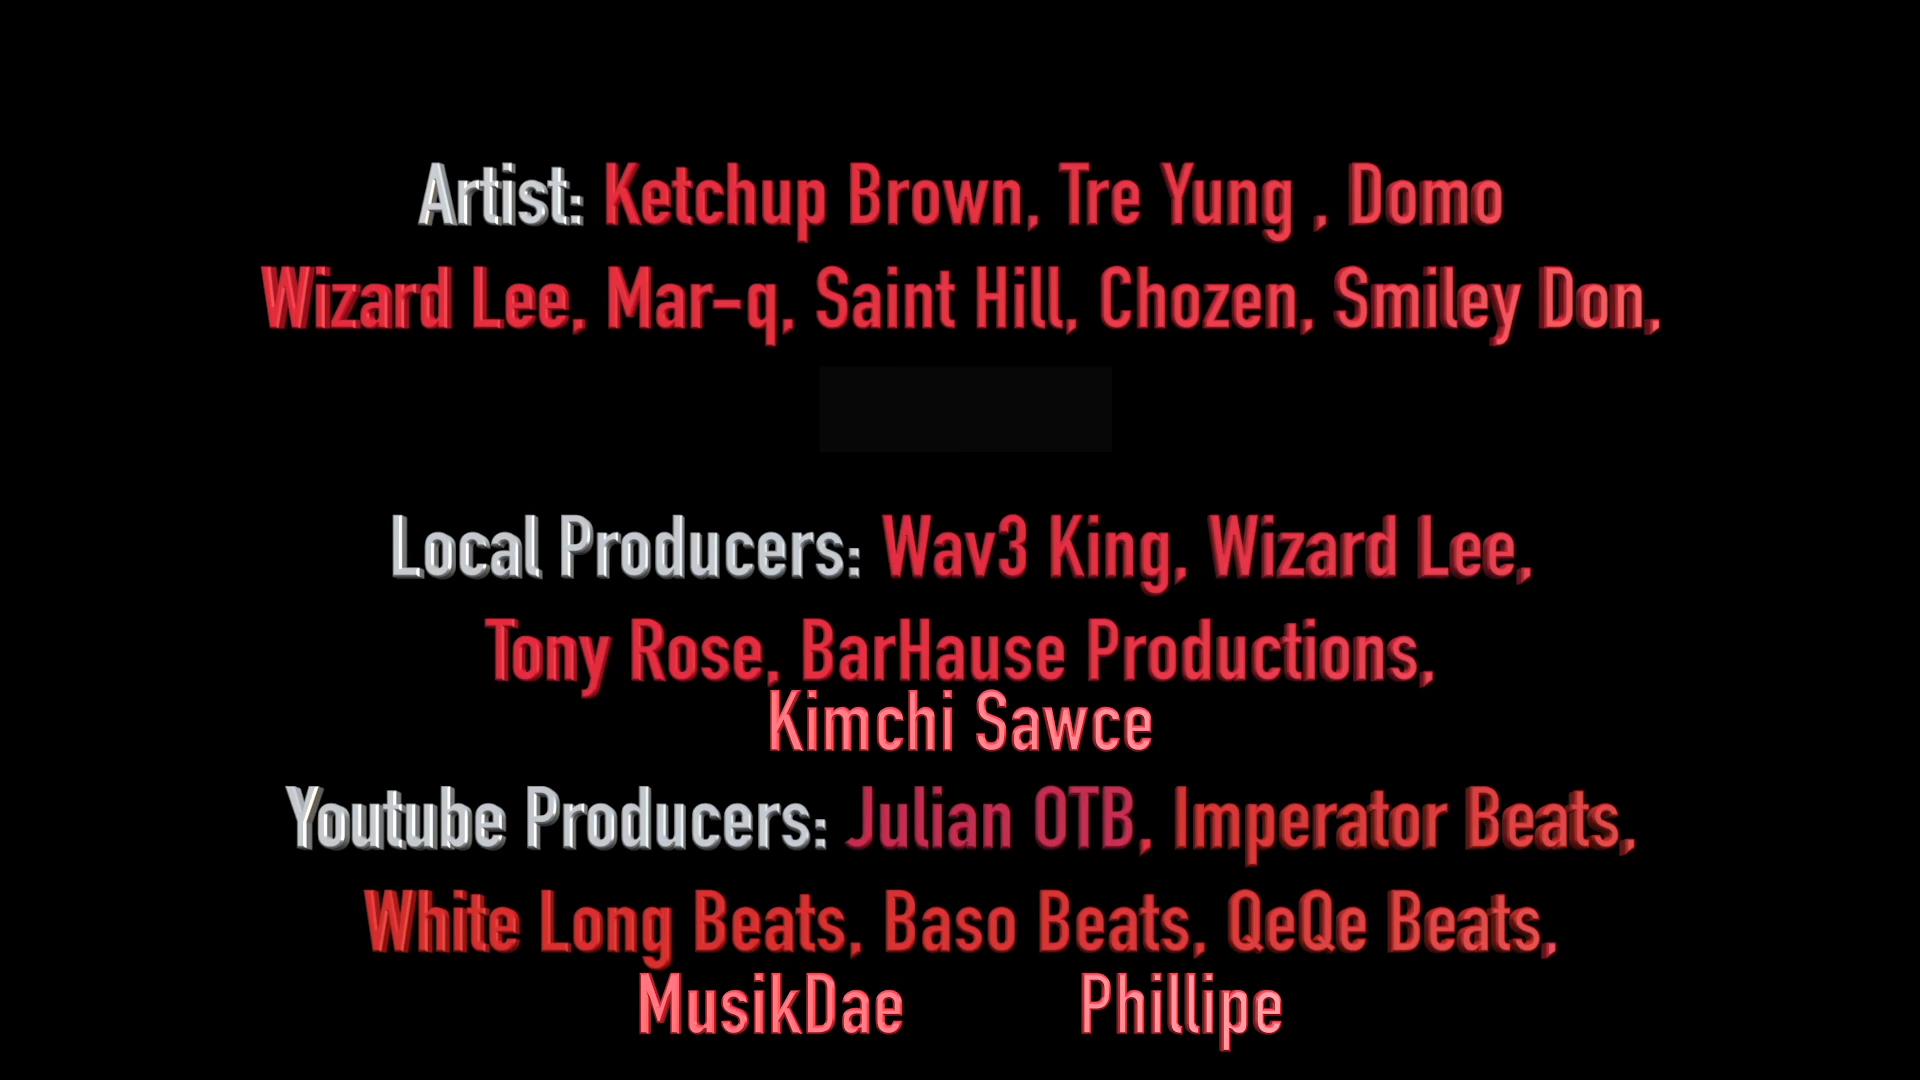 Artist: Ketchup Brown, Tre Yung , Domo
Wizard Lee, Mar-q, Saint Hill, Chozen, Smiley Don,
Local Producers: Wav3 King, Wizard Lee,
Tony Rose, BarHause Productions,
Kimchi Sawce
Youtube Producers: Julian OTB, Imperator Beats,
White Long Beats, Baso Beats, QeQe Beats,
MusikDae Phillipe